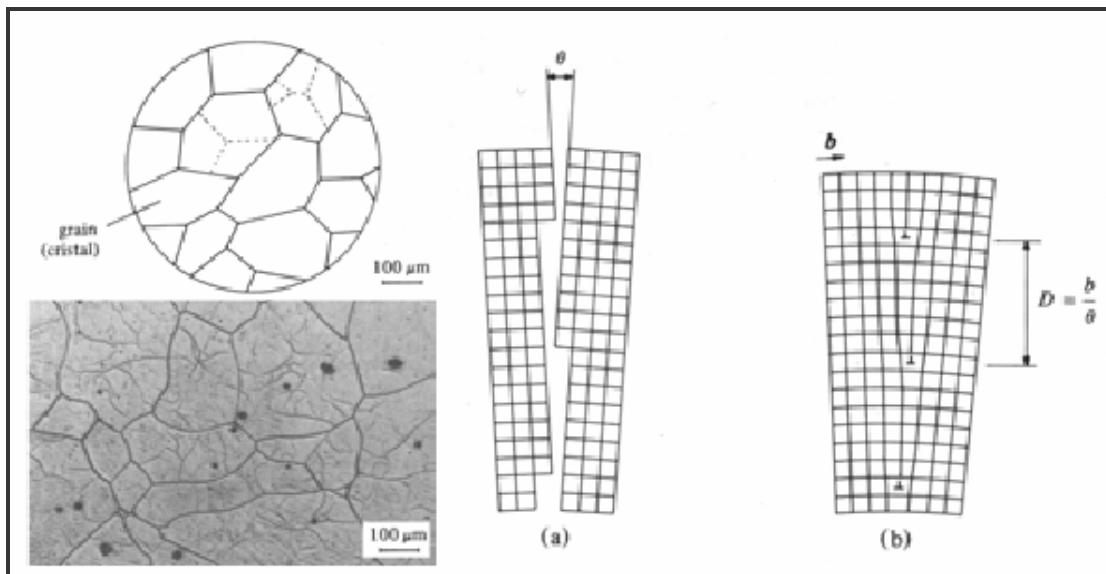 grain
(cristal)
100 µm
100 µm
θ
(a)
b
D = b/θ
(b)